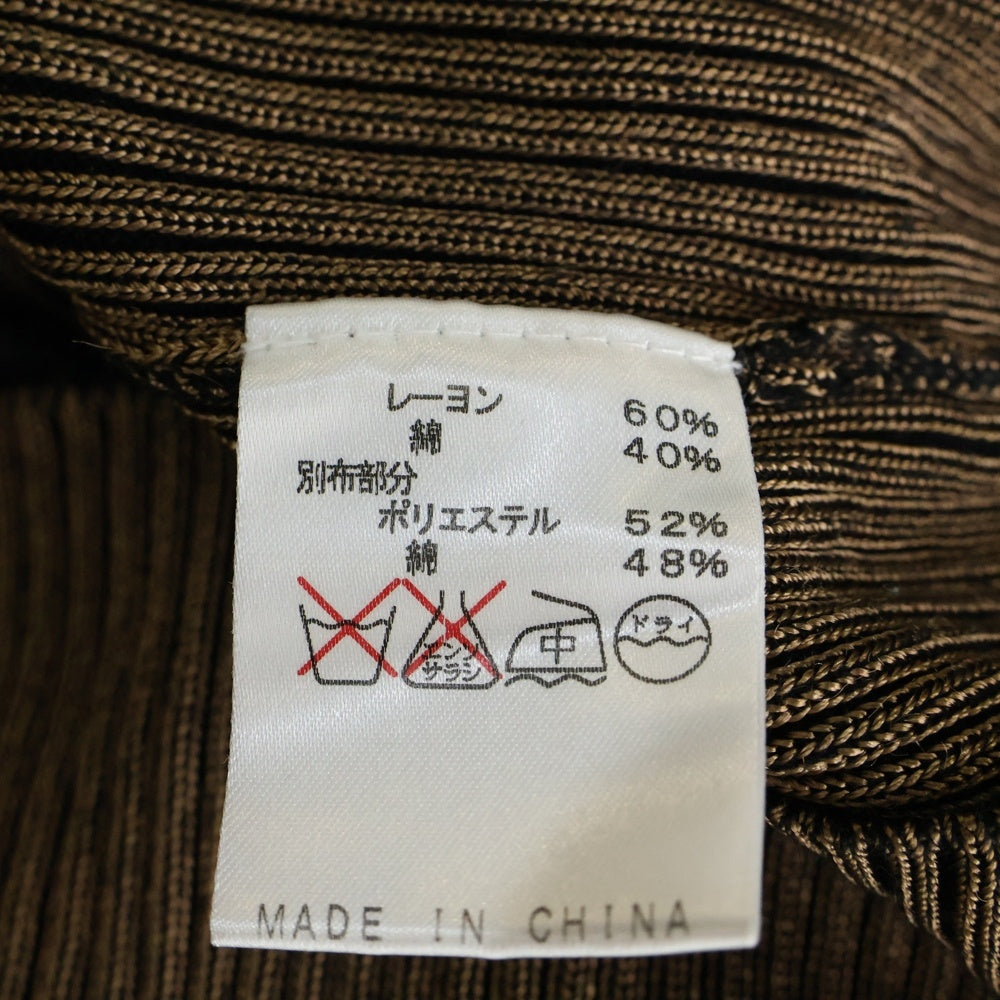 レーヨン 60%
綿 40%
別布部分
ポリエステル 52%
綿 48%
エンソ
サラシ
中
ドライ
MADE IN CHINA